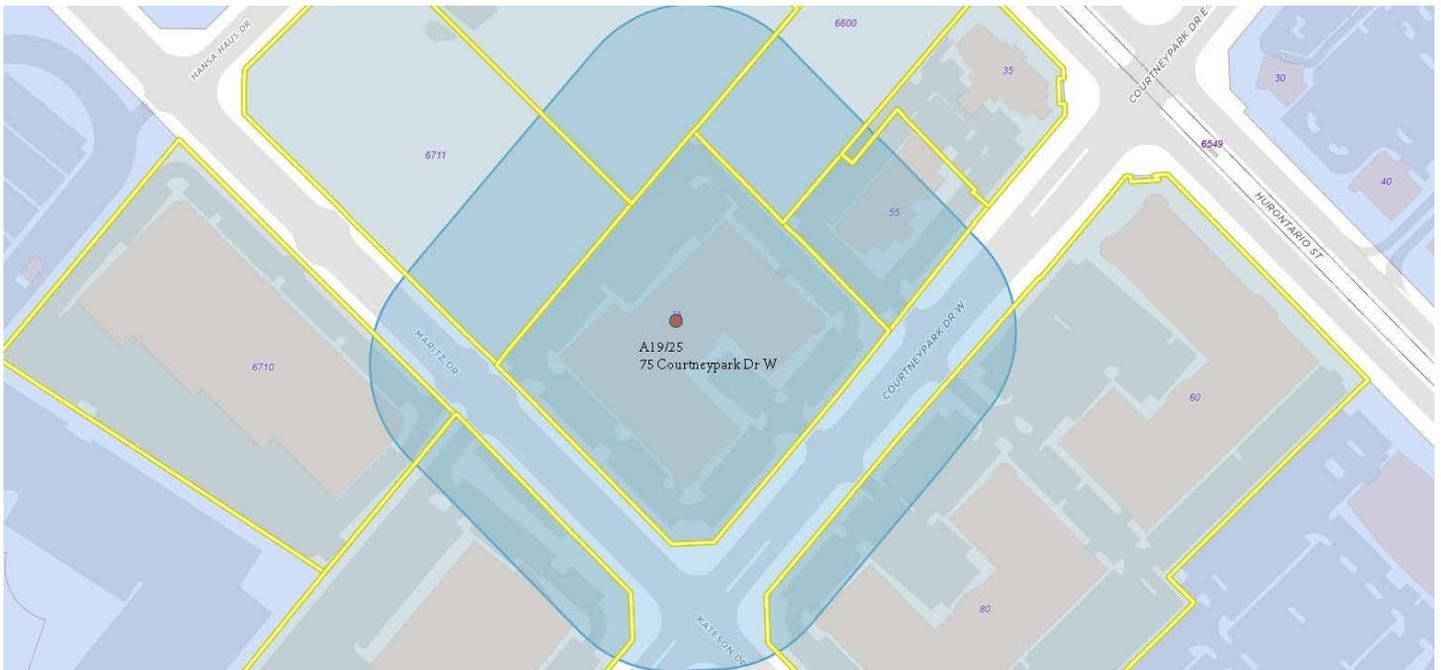 6600
HANSA HAUS DR
35
COURTNEYPARK DR E
30
6711
6549
40
55
HURONTARIO ST
A19/25
75 Courtneypark Dr W
MARITZ DR
COURTNEYPARK DR W
6710
60
80
KATESON DR